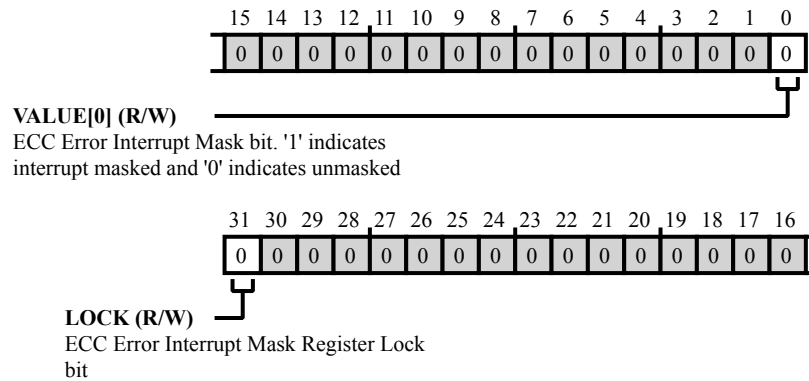 15 14 13 12 11 10 9 8 7 6 5 4 3 2 1 0
0 0 0 0 0 0 0 0 0 0 0 0 0 0 0 0
VALUE[0] (R/W)
ECC Error Interrupt Mask bit. '1' indicates
interrupt masked and '0' indicates unmasked
31 30 29 28 27 26 25 24 23 22 21 20 19 18 17 16
0 0 0 0 0 0 0 0 0 0 0 0 0 0 0 0
LOCK (R/W)
ECC Error Interrupt Mask Register Lock
bit